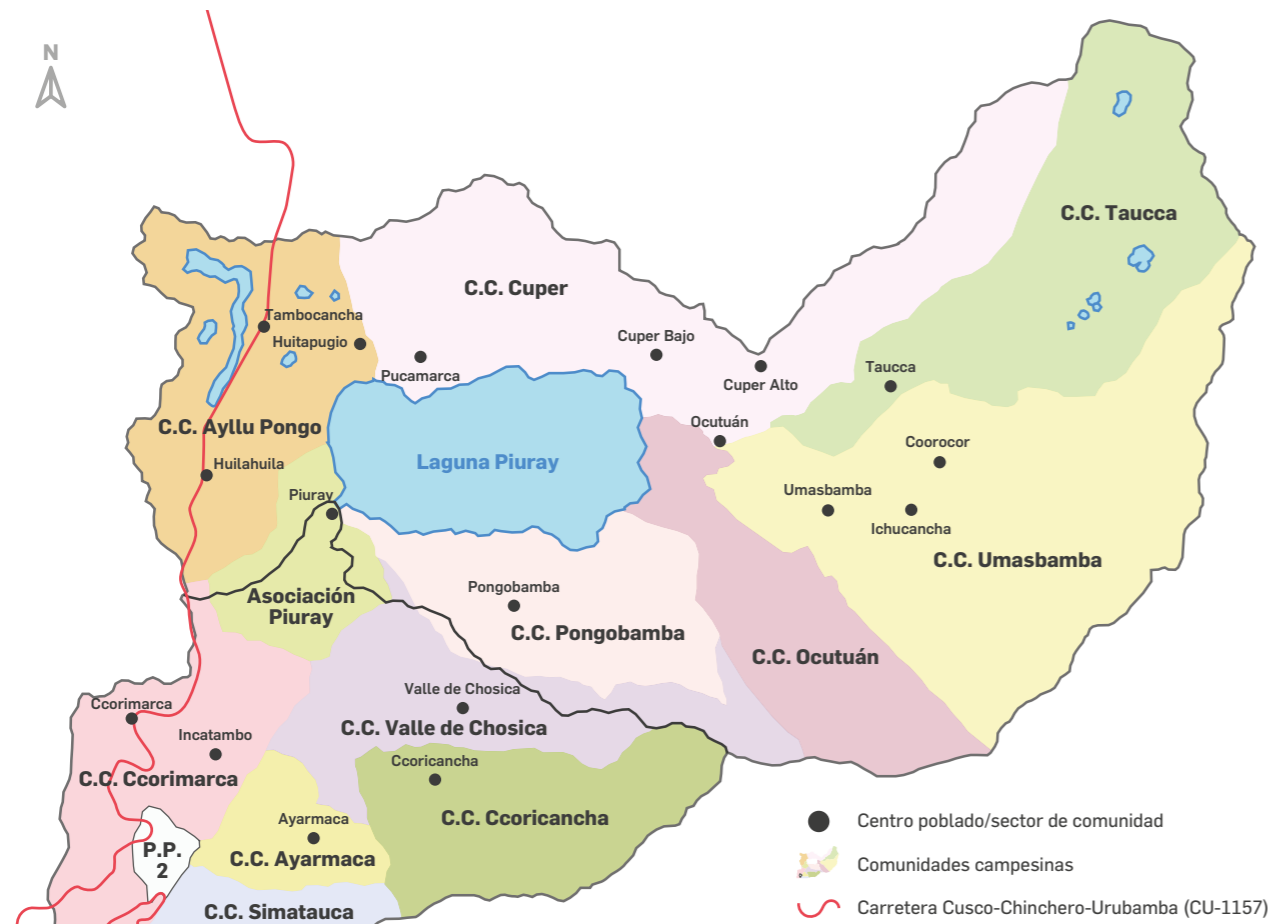 N
C.C. Taucca
C.C. Cuper
Tambocancha
Huitapugio
Cuper Bajo
Pucamarca
Cuper Alto
Taucca
C.C. Ayllu Pongo
Ocutuán
Coorocor
Huilahuila
Laguna Piuray
Piuray
Umasbamba
Ichucancha
C.C. Umasbamba
Asociación
Piuray
Pongobamba
C.C. Pongobamba
C.C. Ocutuán
Valle de Chosica
C.C. Valle de Chosica
Ccorimarca
Incatambo
C.C. Ccorimarca
Ccoricancha
C.C. Ccoricancha
Ayarmaca
C.C. Ayarmaca
P.P.
2
C.C. Simatauca
Centro poblado/sector de comunidad
Comunidades campesinas
Carretera Cusco-Chinchero-Urubamba (CU-1157)